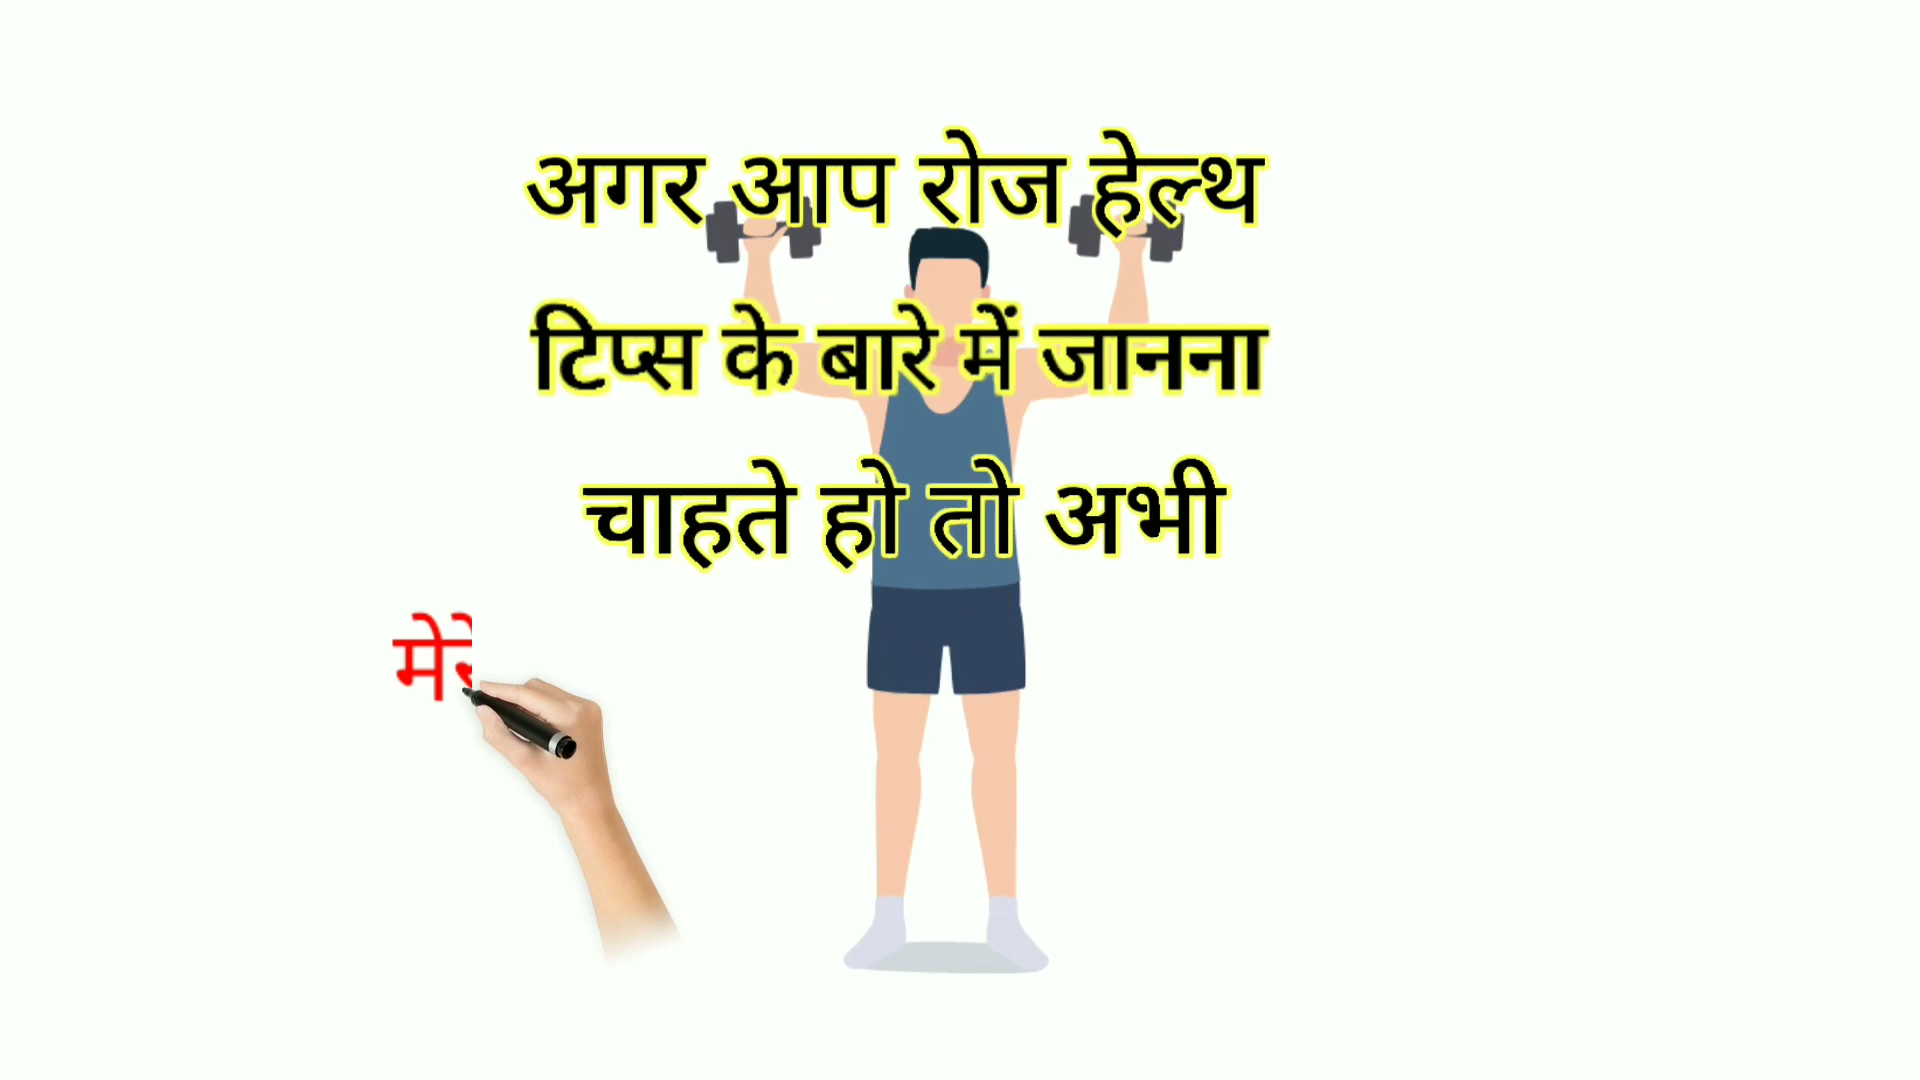 अगर आप रोज हेल्थ
टिप्स के बारे में जानना
चाहते हो तो अभी